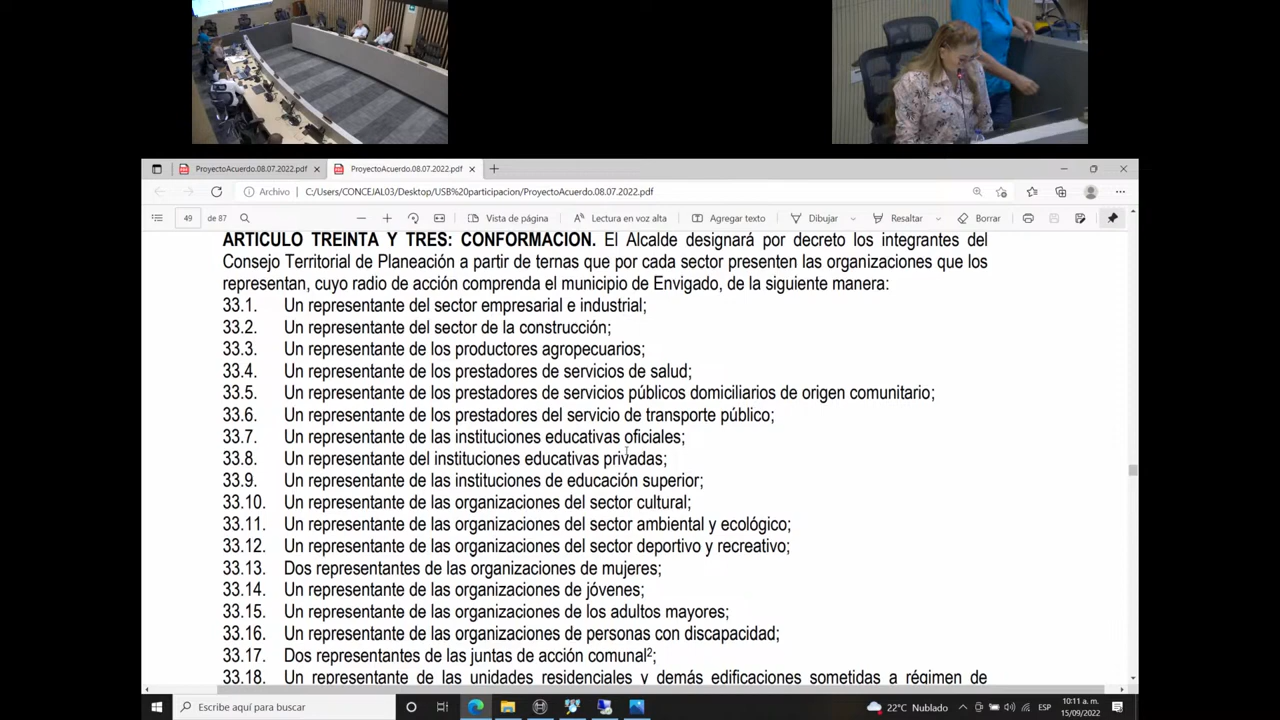 ProyectoAcuerdo.08.07.2022.pdf
ProyectoAcuerdo.08.07.2022.pdf
Archivo
C:/Users/CONCEJAL03/Desktop/USB%20participacion/ProyectoAcuerdo.08.07.2022.pdf
49 de 87
Vista de página
Lectura en voz alta
Agregar texto
Dibujar
Resaltar
Borrar
ARTICULO TREINTA Y TRES: CONFORMACION. El Alcalde designará por decreto los integrantes del
Consejo Territorial de Planeación a partir de ternas que por cada sector presenten las organizaciones que los
representan, cuyo radio de acción comprenda el municipio de Envigado, de la siguiente manera:
33.1. Un representante del sector empresarial e industrial;
33.2. Un representante del sector de la construcción;
33.3. Un representante de los productores agropecuarios;
33.4. Un representante de los prestadores de servicios de salud;
33.5. Un representante de los prestadores de servicios públicos domiciliarios de origen comunitario;
33.6. Un representante de los prestadores del servicio de transporte público;
33.7. Un representante de las instituciones educativas oficiales;
33.8. Un representante del instituciones educativas privadas;
33.9. Un representante de las instituciones de educación superior;
33.10. Un representante de las organizaciones del sector cultural;
33.11. Un representante de las organizaciones del sector ambiental y ecológico;
33.12. Un representante de las organizaciones del sector deportivo y recreativo;
33.13. Dos representantes de las organizaciones de mujeres;
33.14. Un representante de las organizaciones de jóvenes;
33.15. Un representante de las organizaciones de los adultos mayores;
33.16. Un representante de las organizaciones de personas con discapacidad;
33.17. Dos representantes de las juntas de acción comunal²;
33.18. Un representante de las unidades residenciales y demás edificaciones sometidas a régimen de
Escribe aquí para buscar
22°C Nublado
ESP
10:11 a. m.
15/09/2022